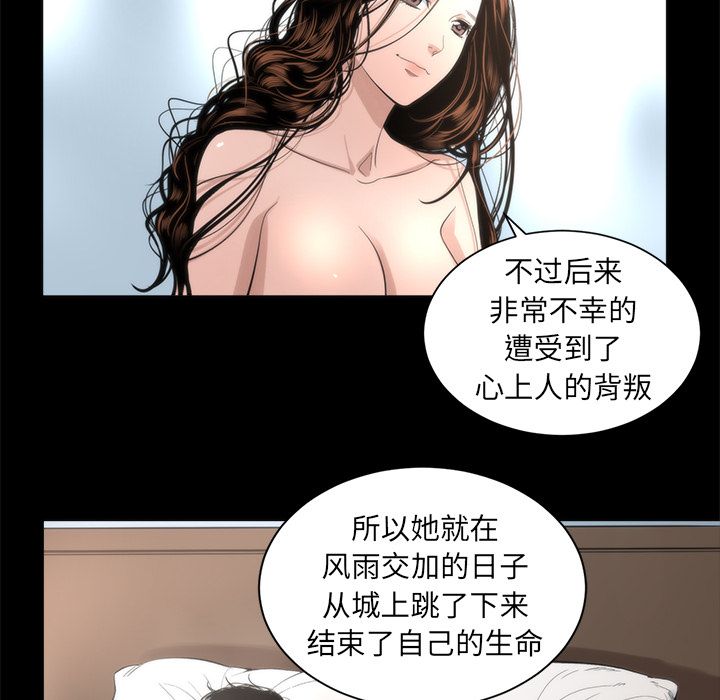 不过后来
非常不幸的
遭受到了
心上人的背叛
所以她就在
风雨交加的日子
从城上跳了下来
结束了自己的生命